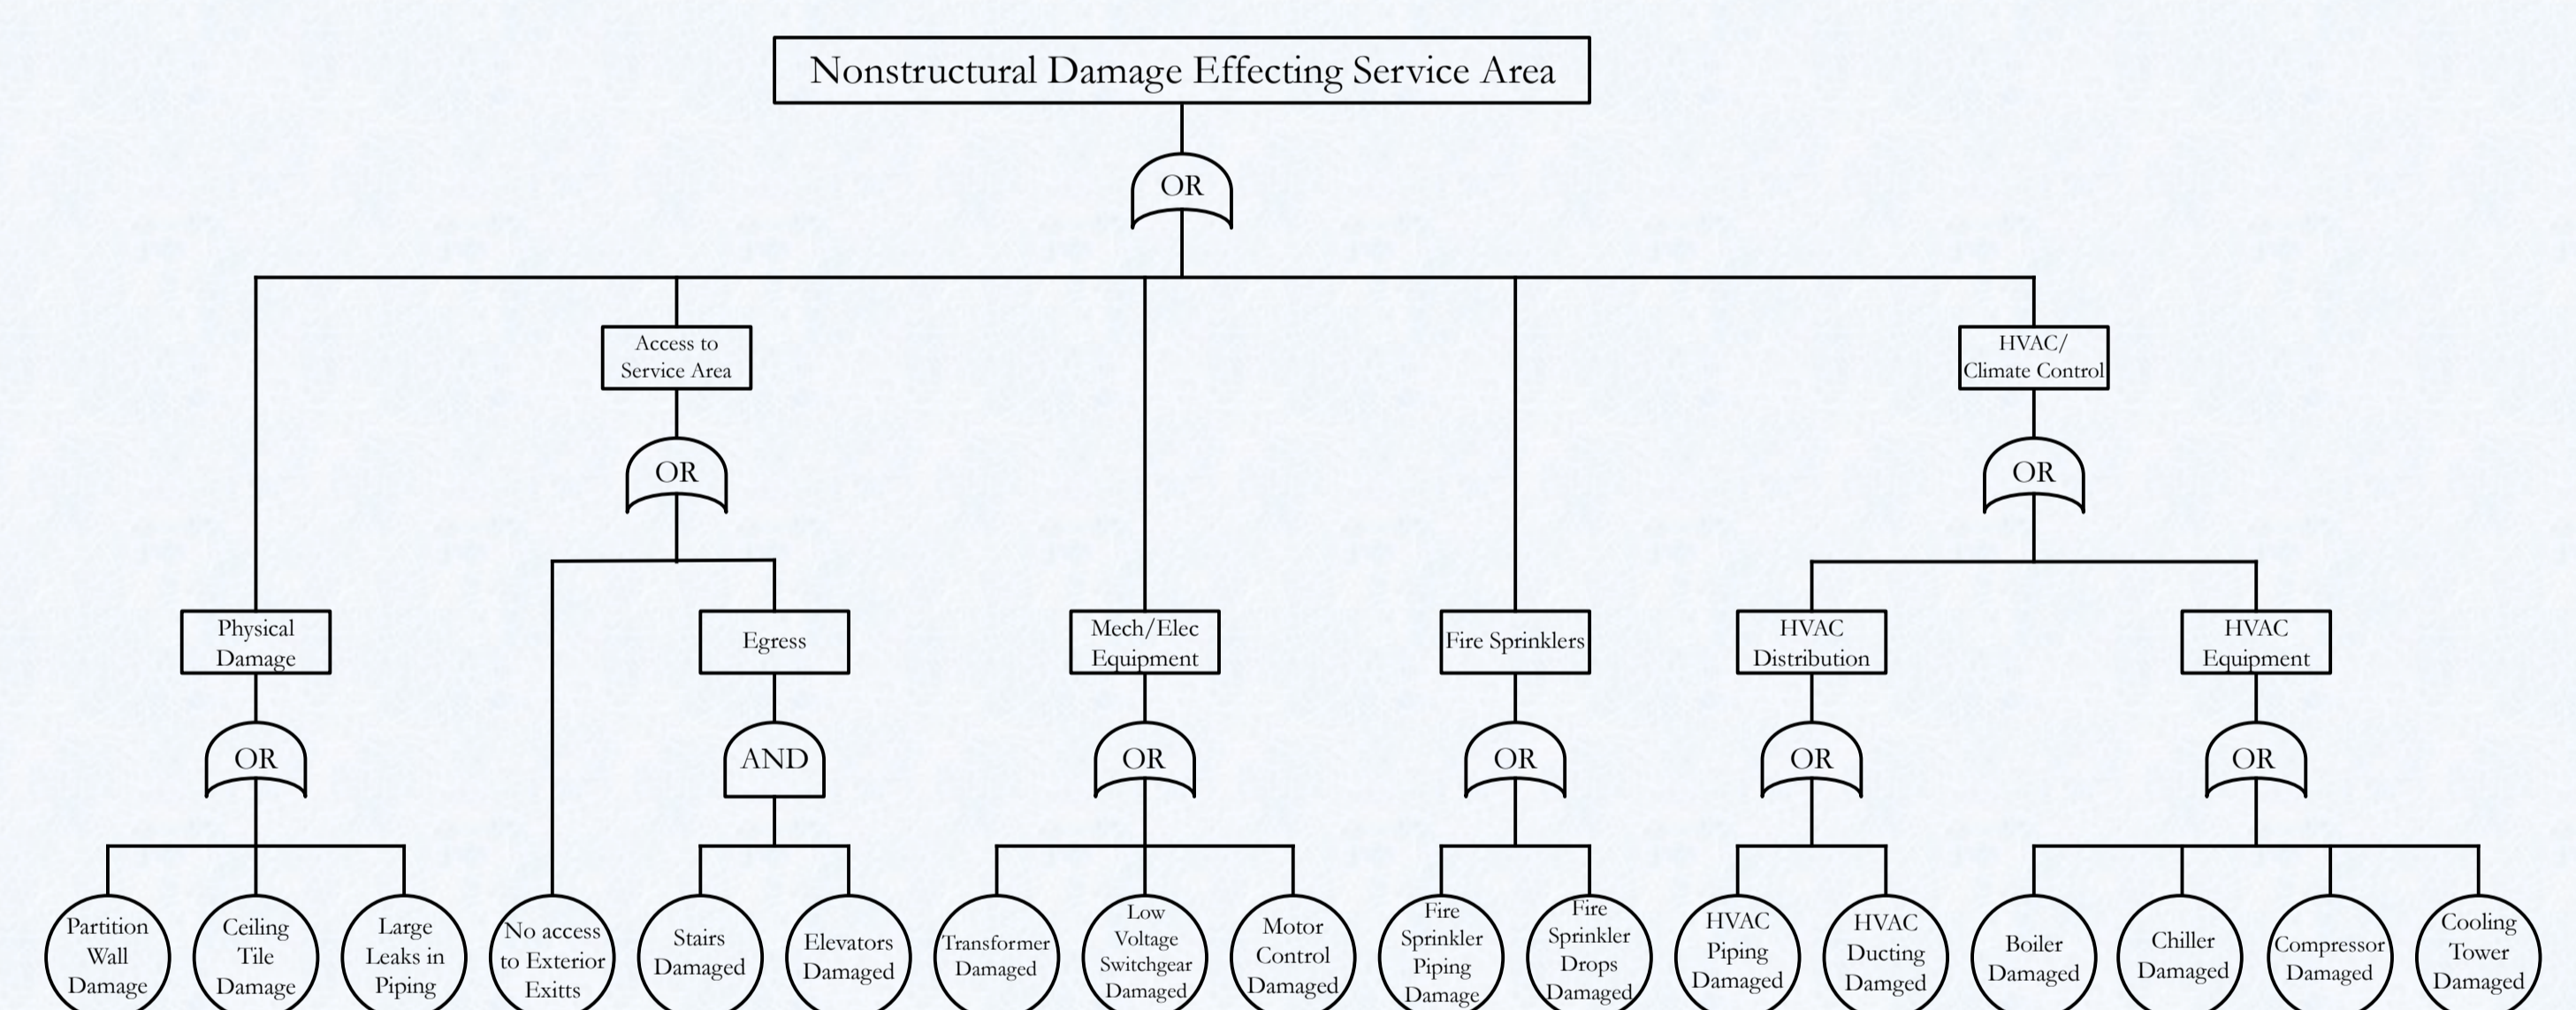 Nonstructural Damage Effecting Service Area
OR
Access to
Service Area
HVAC/
Climate Control
OR
OR
Physical
Damage
Egress
Mech/Elec
Equipment
Fire Sprinklers
HVAC
Distribution
HVAC
Equipment
OR
AND
OR
OR
OR
OR
Partition
Wall
Damage
Ceiling
Tile
Damage
Large
Leaks in
Piping
No access
to Exterior
Exitts
Stairs
Damaged
Elevators
Damaged
Transformer
Damaged
Low
Voltage
Switchgear
Damaged
Motor
Control
Damaged
Fire
Sprinkler
Piping
Damage
Fire
Sprinkler
Drops
Damaged
HVAC
Piping
Damaged
HVAC
Ducting
Damged
Boiler
Damaged
Chiller
Damaged
Compressor
Damaged
Cooling
Tower
Damaged